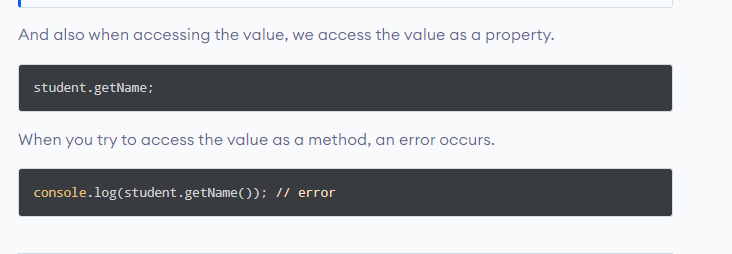 And also when accessing the value, we access the value as a property.
student.getName;
When you try to access the value as a method, an error occurs.
console.log(student.getName()); // error